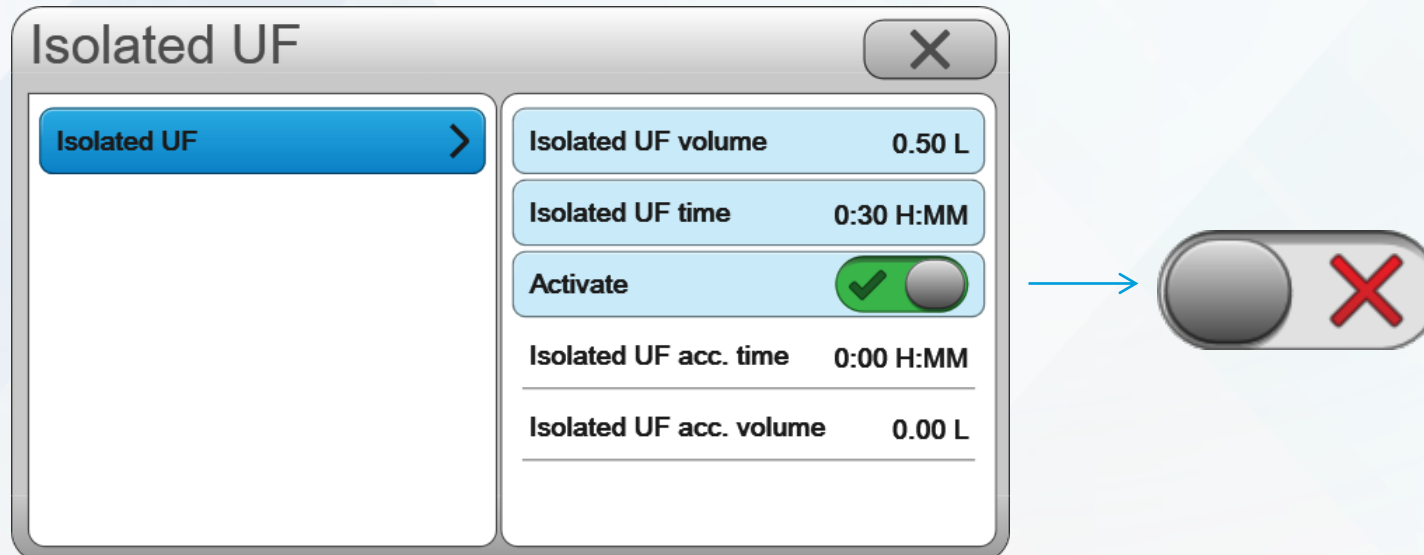 Isolated UF
Isolated UF
Isolated UF volume 0.50 L
Isolated UF time 0:30 H:MM
Activate
Isolated UF acc. time 0:00 H:MM
Isolated UF acc. volume 0.00 L